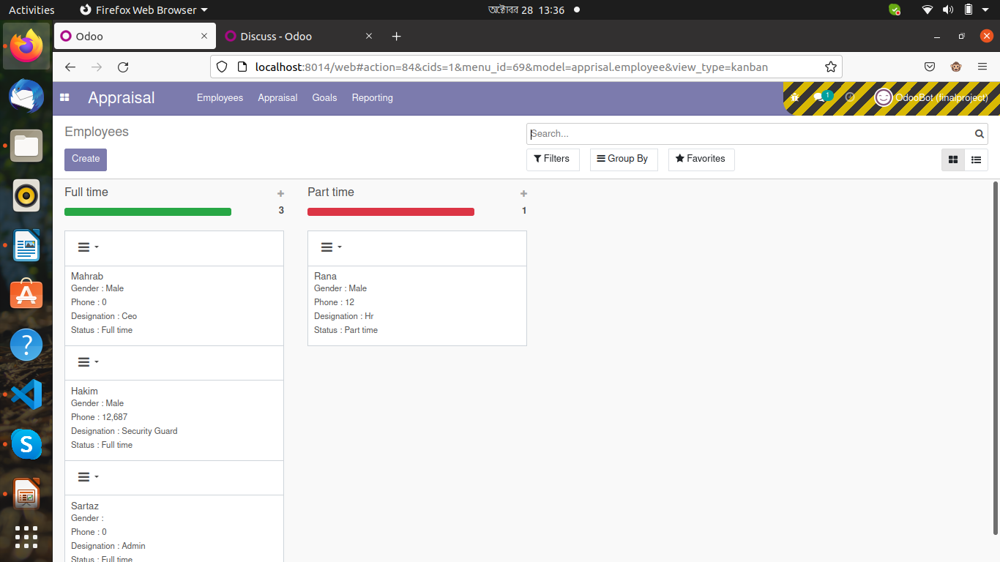 Activities
Firefox Web Browser
অক্টোবর 28 13:36
Odoo
Discuss - Odoo
localhost:8014/web#action=84&cids=1&menu_id=69&model=apprisal.employee&view_type=kanban
Appraisal
Employees
Appraisal
Goals
Reporting
1
OdooBot (finalproject)
Employees
Search...
Create
Filters
Group By
Favorites
Full time
3
Mahrab
Gender : Male
Phone : 0
Designation : Ceo
Status : Full time
Hakim
Gender : Male
Phone : 12,687
Designation : Security Guard
Status : Full time
Sartaz
Gender :
Phone : 0
Designation : Admin
Status : Full time
Part time
1
Rana
Gender : Male
Phone : 12
Designation : Hr
Status : Part time